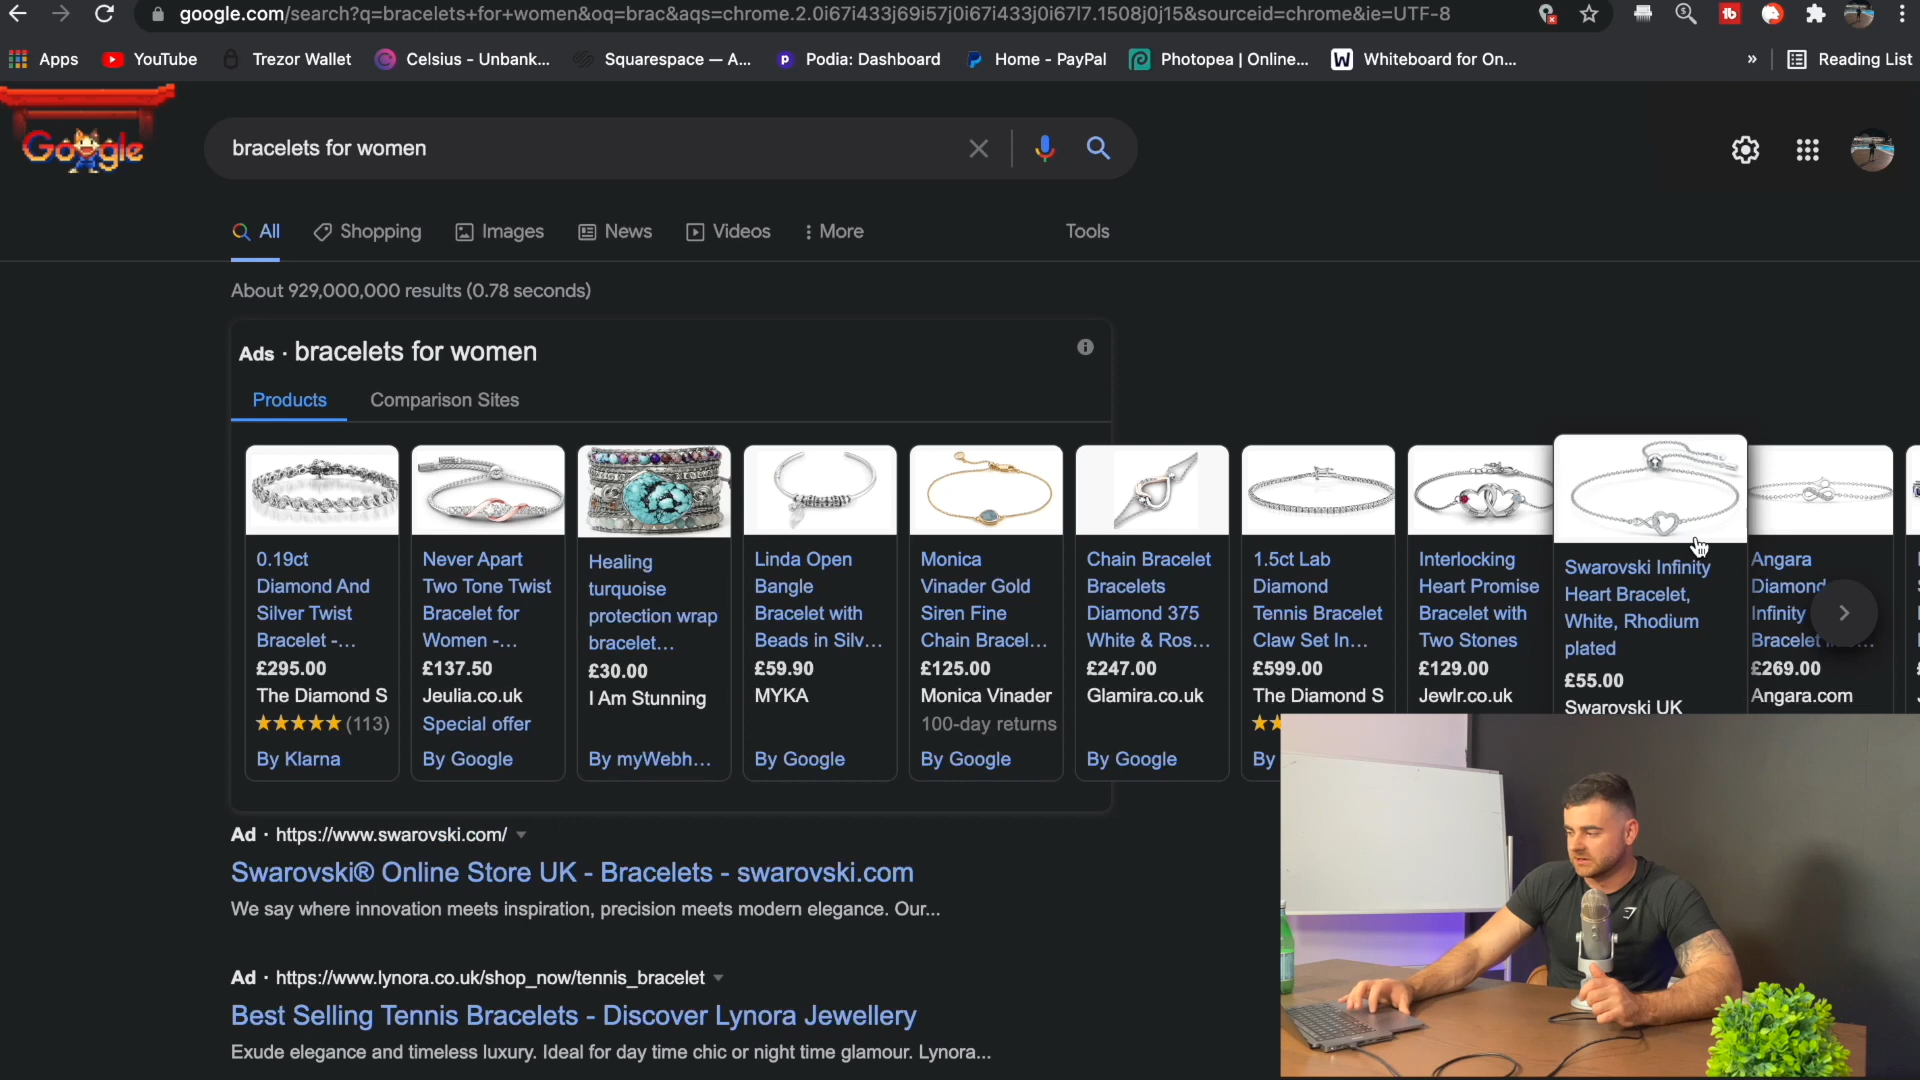 google.com/search?q=bracelets+for+women&oq=brac&aqs=chrome.2.0i67i433j69i57j0i67i433j0i67l7.1508j0j15&sourceid=chrome&ie=UTF-8
Apps YouTube Trezor Wallet Celsius - Unbank... Squarespace — A... Podia: Dashboard Home - PayPal Photopea | Online... Whiteboard for On... » Reading List
Google
bracelets for women
All Shopping Images News Videos More Tools
About 929,000,000 results (0.78 seconds)
Ads · bracelets for women
Products Comparison Sites
0.19ct
Diamond And
Silver Twist
Bracelet -...
£295.00
The Diamond S
(113)
By Klarna
Never Apart
Two Tone Twist
Bracelet for
Women -...
£137.50
Jeulia.co.uk
Special offer
By Google
Healing
turquoise
protection wrap
bracelet...
£30.00
I Am Stunning
By myWebh...
Linda Open
Bangle
Bracelet with
Beads in Silv...
£59.90
MYKA
By Google
Monica
Vinader Gold
Siren Fine
Chain Bracel...
£125.00
Monica Vinader
100-day returns
By Google
Chain Bracelet
Bracelets
Diamond 375
White & Ros...
£247.00
Glamira.co.uk
By Google
1.5ct Lab
Diamond
Tennis Bracelet
Claw Set In...
£599.00
The Diamond S
By
Interlocking
Heart Promise
Bracelet with
Two Stones
£129.00
Jewlr.co.uk
Swarovski Infinity
Heart Bracelet,
White, Rhodium
plated
£55.00
Swarovski UK
Angara
Diamond
Infinity
Bracelet
£269.00
Angara.com
Ad · https://www.swarovski.com/
Swarovski® Online Store UK - Bracelets - swarovski.com
We say where innovation meets inspiration, precision meets modern elegance. Our...
Ad · https://www.lynora.co.uk/shop_now/tennis_bracelet
Best Selling Tennis Bracelets - Discover Lynora Jewellery
Exude elegance and timeless luxury. Ideal for day time chic or night time glamour. Lynora...